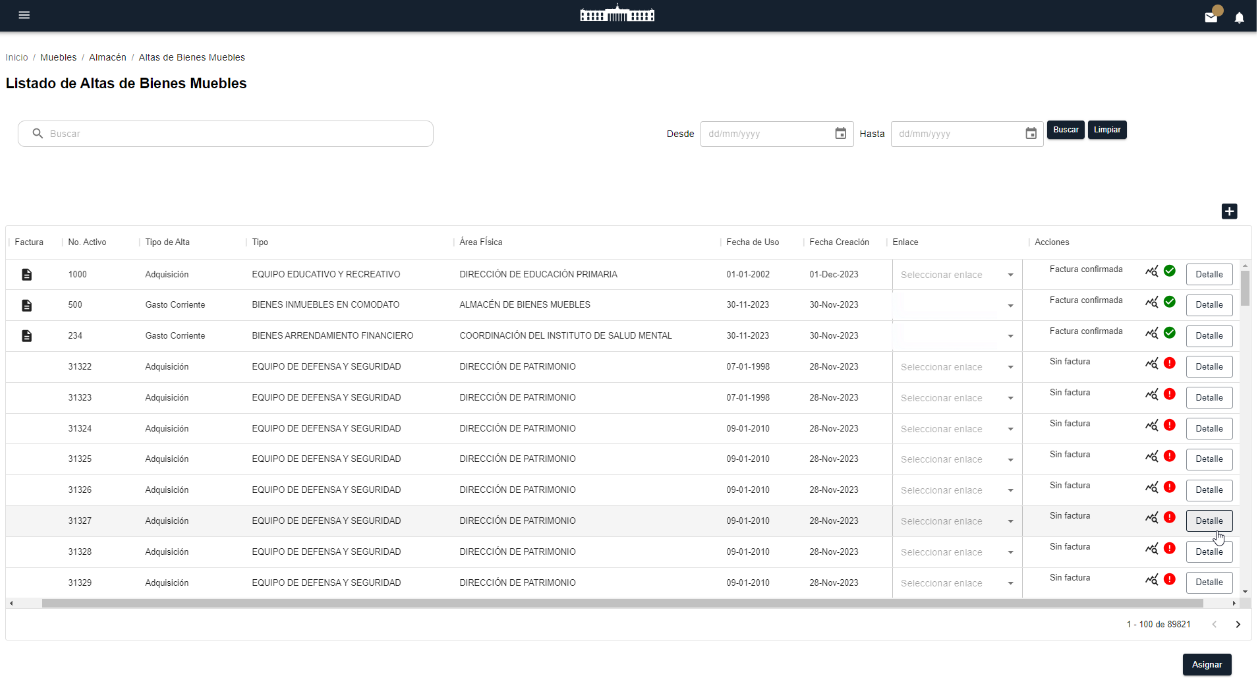 Inicio / Muebles / Almacén / Altas de Bienes Muebles
Listado de Altas de Bienes Muebles
Buscar Desde dd/mm/yyyy Hasta dd/mm/yyyy Buscar Limpiar
Factura No. Activo Tipo de Alta Tipo Área Física Fecha de Uso Fecha Creación Enlace Acciones
1000 Adquisición EQUIPO EDUCATIVO Y RECREATIVO DIRECCIÓN DE EDUCACIÓN PRIMARIA 01-01-2002 01-Dec-2023 Seleccionar enlace Factura confirmada Detalle
500 Gasto Corriente BIENES INMUEBLES EN COMODATO ALMACÉN DE BIENES MUEBLES 30-11-2023 30-Nov-2023 Factura confirmada Detalle
234 Gasto Corriente BIENES ARRENDAMIENTO FINANCIERO COORDINACIÓN DEL INSTITUTO DE SALUD MENTAL 30-11-2023 30-Nov-2023 Factura confirmada Detalle
31322 Adquisición EQUIPO DE DEFENSA Y SEGURIDAD DIRECCIÓN DE PATRIMONIO 07-01-1998 28-Nov-2023 Seleccionar enlace Sin factura Detalle
31323 Adquisición EQUIPO DE DEFENSA Y SEGURIDAD DIRECCIÓN DE PATRIMONIO 07-01-1998 28-Nov-2023 Seleccionar enlace Sin factura Detalle
31324 Adquisición EQUIPO DE DEFENSA Y SEGURIDAD DIRECCIÓN DE PATRIMONIO 09-01-2010 28-Nov-2023 Seleccionar enlace Sin factura Detalle
31325 Adquisición EQUIPO DE DEFENSA Y SEGURIDAD DIRECCIÓN DE PATRIMONIO 09-01-2010 28-Nov-2023 Seleccionar enlace Sin factura Detalle
31326 Adquisición EQUIPO DE DEFENSA Y SEGURIDAD DIRECCIÓN DE PATRIMONIO 09-01-2010 28-Nov-2023 Seleccionar enlace Sin factura Detalle
31327 Adquisición EQUIPO DE DEFENSA Y SEGURIDAD DIRECCIÓN DE PATRIMONIO 09-01-2010 28-Nov-2023 Seleccionar enlace Sin factura Detalle
31328 Adquisición EQUIPO DE DEFENSA Y SEGURIDAD DIRECCIÓN DE PATRIMONIO 09-01-2010 28-Nov-2023 Seleccionar enlace Sin factura Detalle
31329 Adquisición EQUIPO DE DEFENSA Y SEGURIDAD DIRECCIÓN DE PATRIMONIO 09-01-2010 28-Nov-2023 Seleccionar enlace Sin factura Detalle
1 - 100 de 89821
Asignar